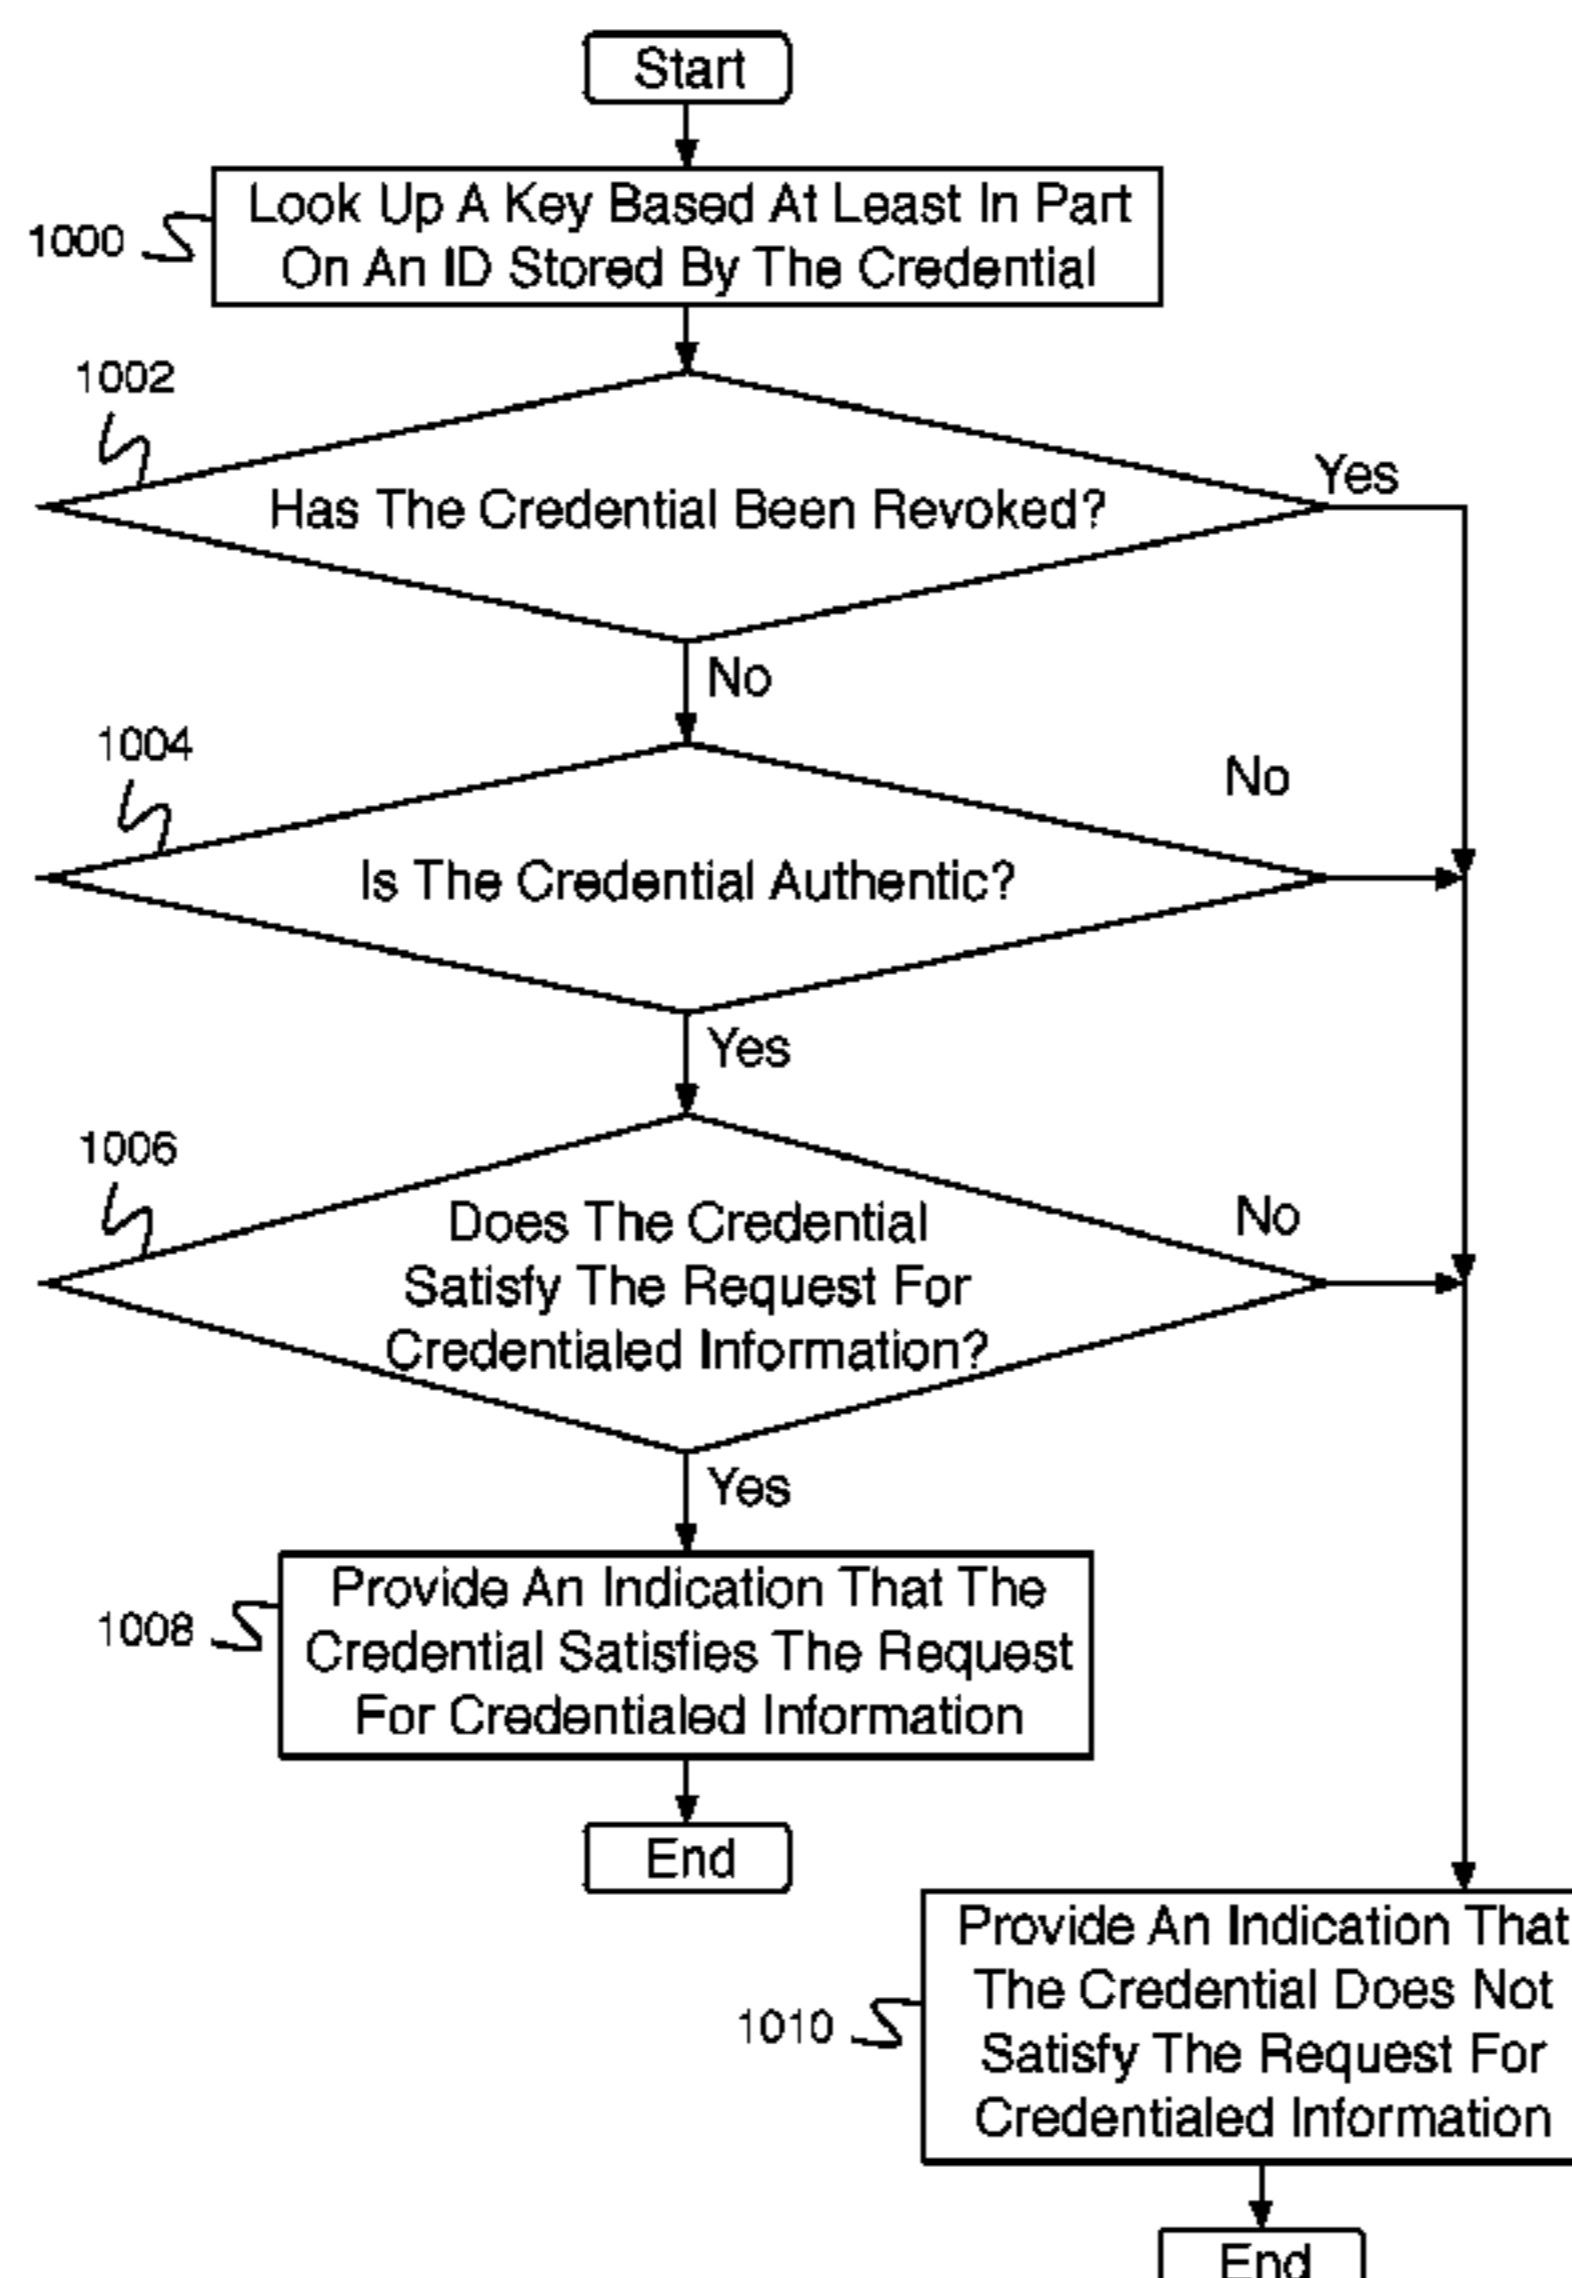 Start
1000
Look Up A Key Based At Least In Part
On An ID Stored By The Credential
1002
Has The Credential Been Revoked?
Yes
No
1004
Is The Credential Authentic?
No
Yes
1006
Does The Credential
Satisfy The Request For
Credentialed Information?
No
Yes
1008
Provide An Indication That The
Credential Satisfies The Request
For Credentialed Information
End
1010
Provide An Indication That
The Credential Does Not
Satisfy The Request For
Credentialed Information
End